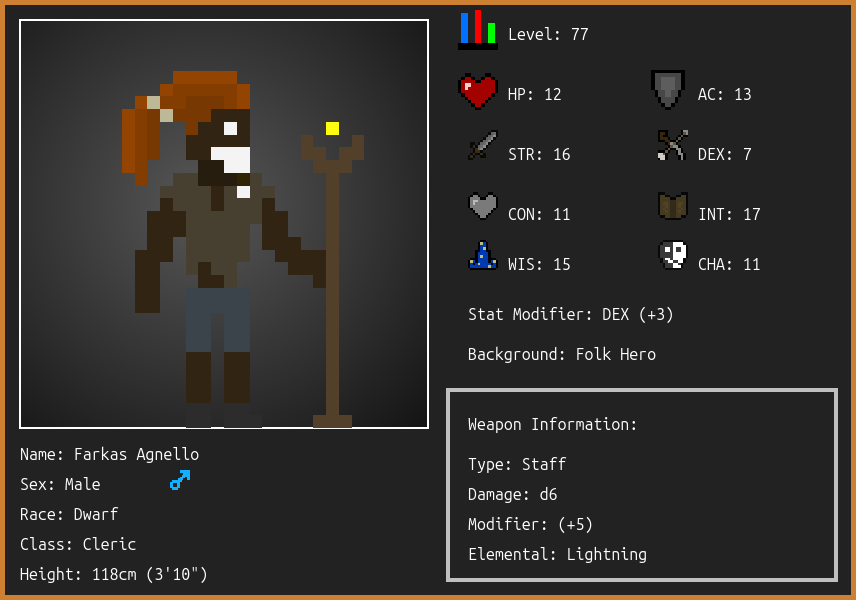 Level: 77
HP: 12
AC: 13
STR: 16
DEX: 7
CON: 11
INT: 17
WIS: 15
CHA: 11
Stat Modifier: DEX (+3)
Background: Folk Hero
Weapon Information:
Type: Staff
Damage: d6
Modifier: (+5)
Elemental: Lightning
Name: Farkas Agnello
Sex: Male
Race: Dwarf
Class: Cleric
Height: 118cm (3'10")